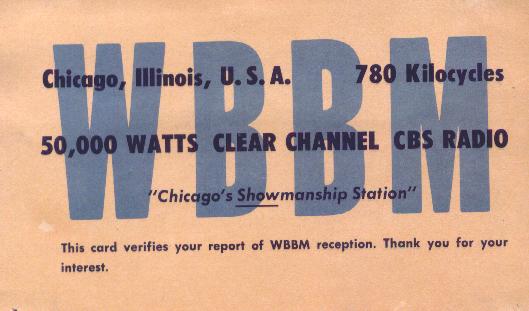 WBBM
Chicago, Illinois, U. S. A. 780 Kilocycles
50,000 WATTS CLEAR CHANNEL CBS RADIO
"Chicago's Showmanship Station"
This card verifies your report of WBBM reception. Thank you for your
interest.